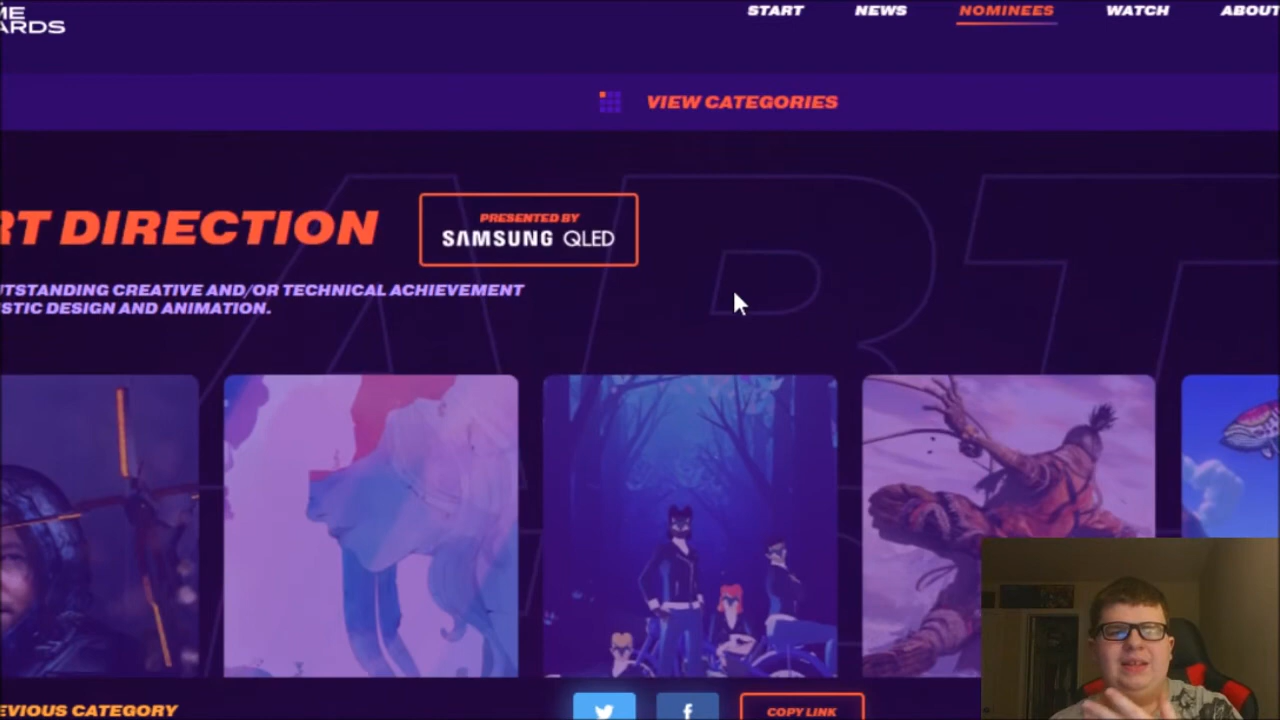 ME
ARDS
START
NEWS
NOMINEES
WATCH
ABOUT
VIEW CATEGORIES
RT DIRECTION
PRESENTED BY
SAMSUNG QLED
UTSTANDING CREATIVE AND/OR TECHNICAL ACHIEVEMENT
STIC DESIGN AND ANIMATION.
ART
EVIOUS CATEGORY
COPY LINK